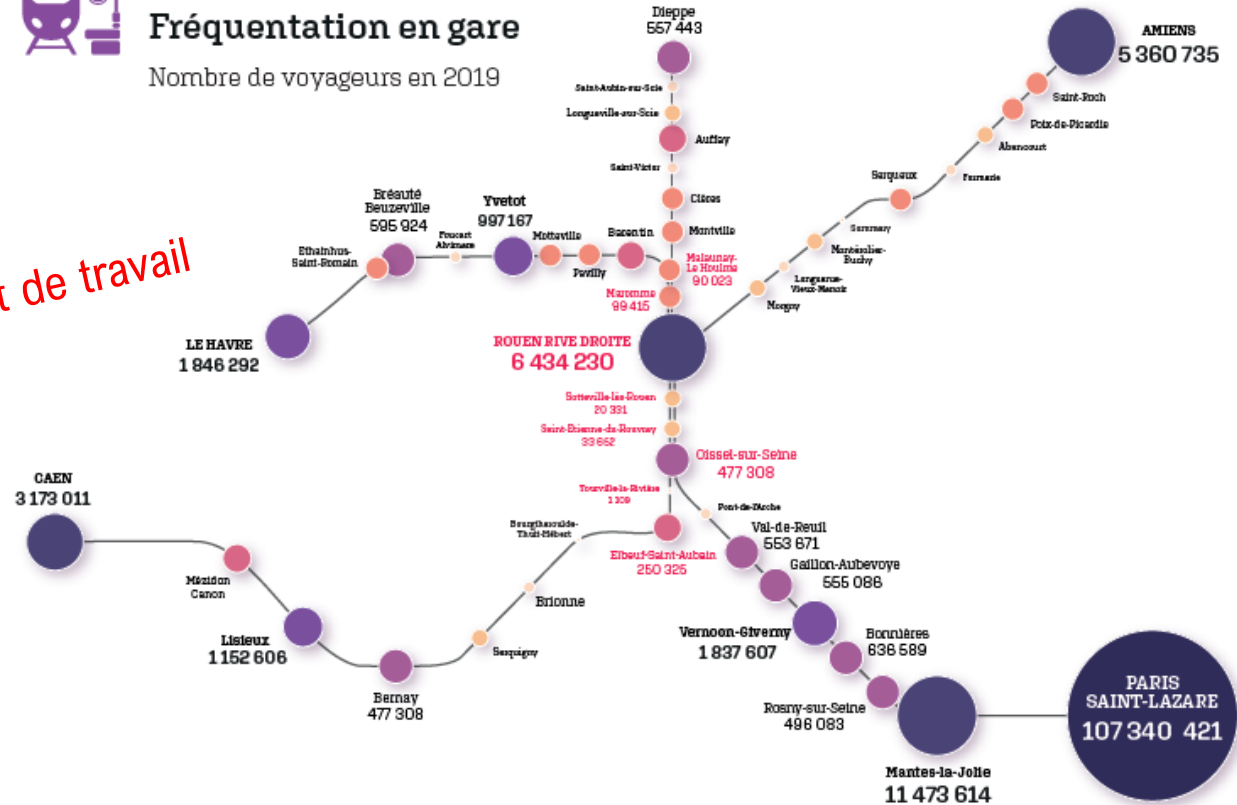 Fréquentation en gare
Nombre de voyageurs en 2019
t de travail
Dieppe
557 443
Saint-Aubin-sur-Scie
Longueville-sur-Scie
Auffay
Saint-Victor
Clères
Montville
Malaunay-
Le Houlme
90 023
Maromme
99 415
AMIENS
5 360 735
Saint-Roch
Poix-de-Picardie
Abancourt
Formerie
Serqueux
Sommery
Montérolier-
Buchy
Longuerue-
Vieux-Manoir
Morgny
Bréauté
Beuzeville
595 924
Foucart
Alvimare
Yvetot
997 167
Motteville
Pavilly
Barentin
Ethainhus-
Saint-Romain
LE HAVRE
1 846 292
ROUEN RIVE DROITE
6 434 230
Sotteville-lès-Rouen
20 331
Saint-Etienne-du-Rouvray
33 652
Oissel-sur-Seine
477 308
Tourville-la-Rivière
1 109
Elbeuf-Saint-Aubain
250 325
Bourgtheroulde-
Thuit-Hébert
Brionne
Serquigny
Bernay
477 308
Lisieux
1 152 606
Mézidon
Canon
CAEN
3 173 011
Pont-de-l'Arche
Val-de-Reuil
553 671
Gaillon-Aubevoye
555 086
Vernoon-Giverny
1 837 607
Bonnières
636 589
Rosny-sur-Seine
496 083
Mantes-la-Jolie
11 473 614
PARIS
SAINT-LAZARE
107 340 421